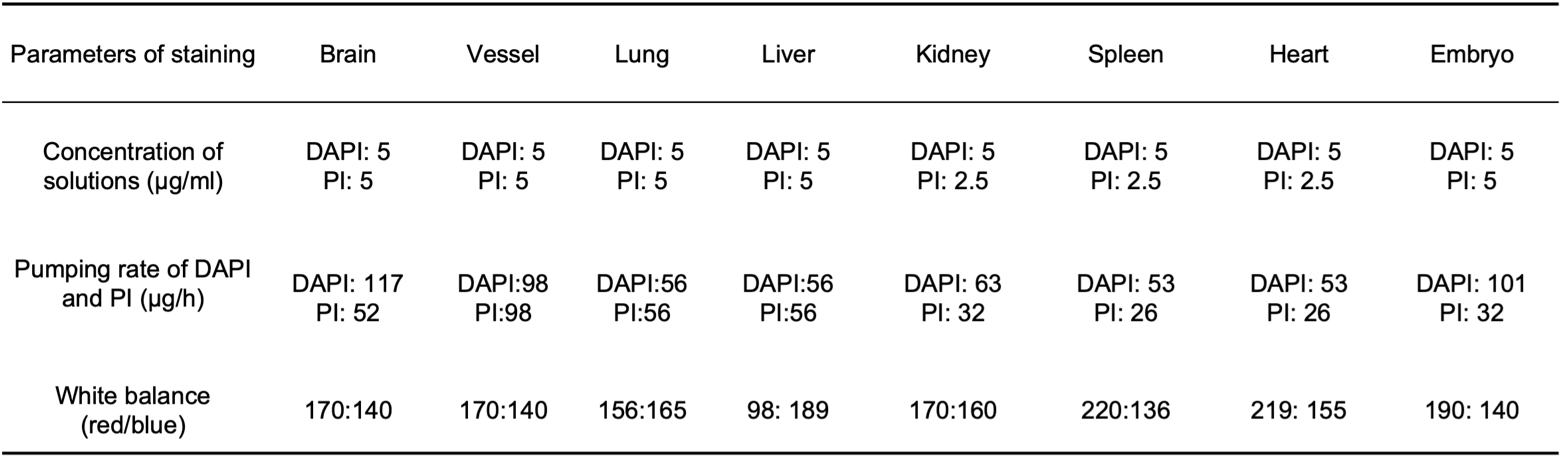 Parameters of staining Brain Vessel Lung Liver Kidney Spleen Heart Embryo
Concentration of DAPI: 5 DAPI: 5 DAPI: 5 DAPI: 5 DAPI: 5 DAPI: 5 DAPI: 5 DAPI: 5
solutions (µg/ml) PI: 5 PI: 5 PI: 5 PI: 5 PI: 2.5 PI: 2.5 PI: 2.5 PI: 5
Pumping rate of DAPI DAPI: 117 DAPI:98 DAPI:56 DAPI:56 DAPI: 63 DAPI: 53 DAPI: 53 DAPI: 101
and PI (µg/h) PI: 52 PI:98 PI:56 PI:56 PI: 32 PI: 26 PI: 26 PI: 32
White balance
(red/blue) 170:140 170:140 156:165 98: 189 170:160 220:136 219: 155 190: 140